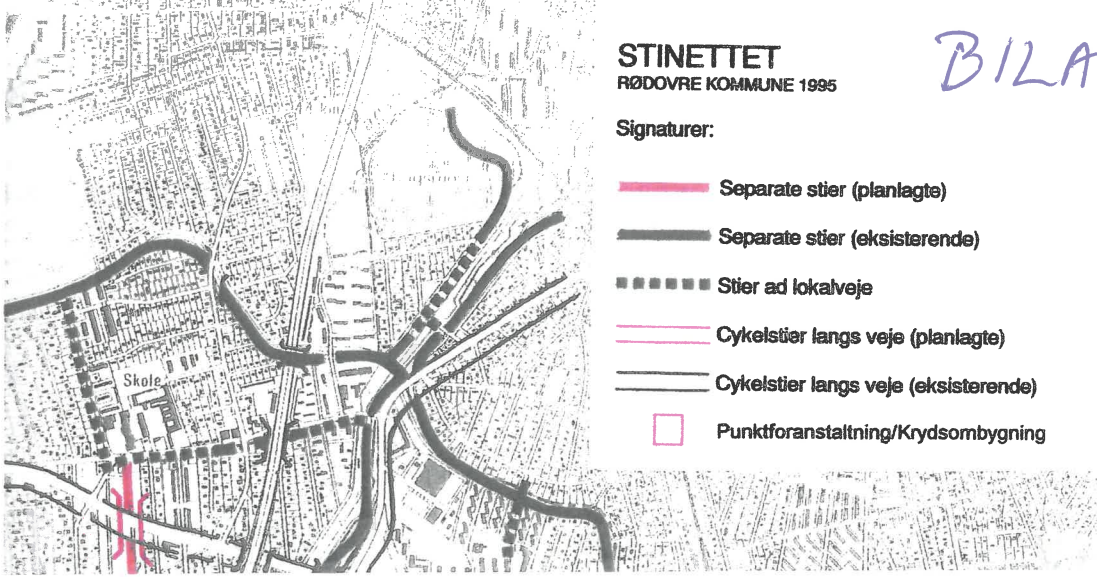 STINETTET
RØDOVRE KOMMUNE 1995
BILA
Signaturer:
Separate stier (planlagte)
Separate stier (eksisterende)
Stier ad lokalveje
Cykelstier langs veje (planlagte)
Cykelstier langs veje (eksisterende)
Punktforanstaltning/Krydsombygning
Skole